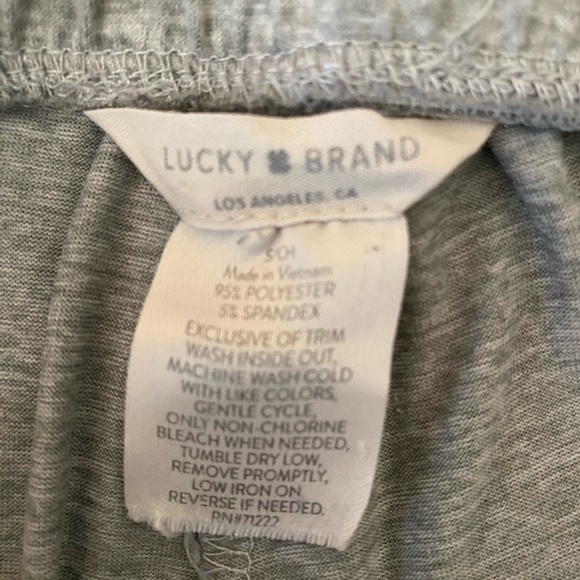 LUCKY BRAND
LOS ANGELES, CA
Made in Vietnam
95% POLYESTER
5% SPANDEX
EXCLUSIVE OF TRIM
WASH INSIDE OUT,
MACHINE WASH COLD
WITH LIKE COLORS,
GENTLE CYCLE,
ONLY NON-CHLORINE
BLEACH WHEN NEEDED,
TUMBLE DRY LOW,
REMOVE PROMPTLY,
LOW IRON ON
REVERSE IF NEEDED.
RN#71222